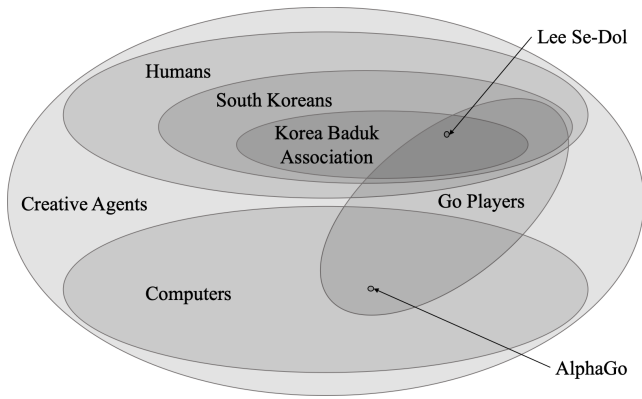 Lee Se-Dol
Humans
South Koreans
Korea Baduk
Association
Creative Agents
Go Players
Computers
AlphaGo